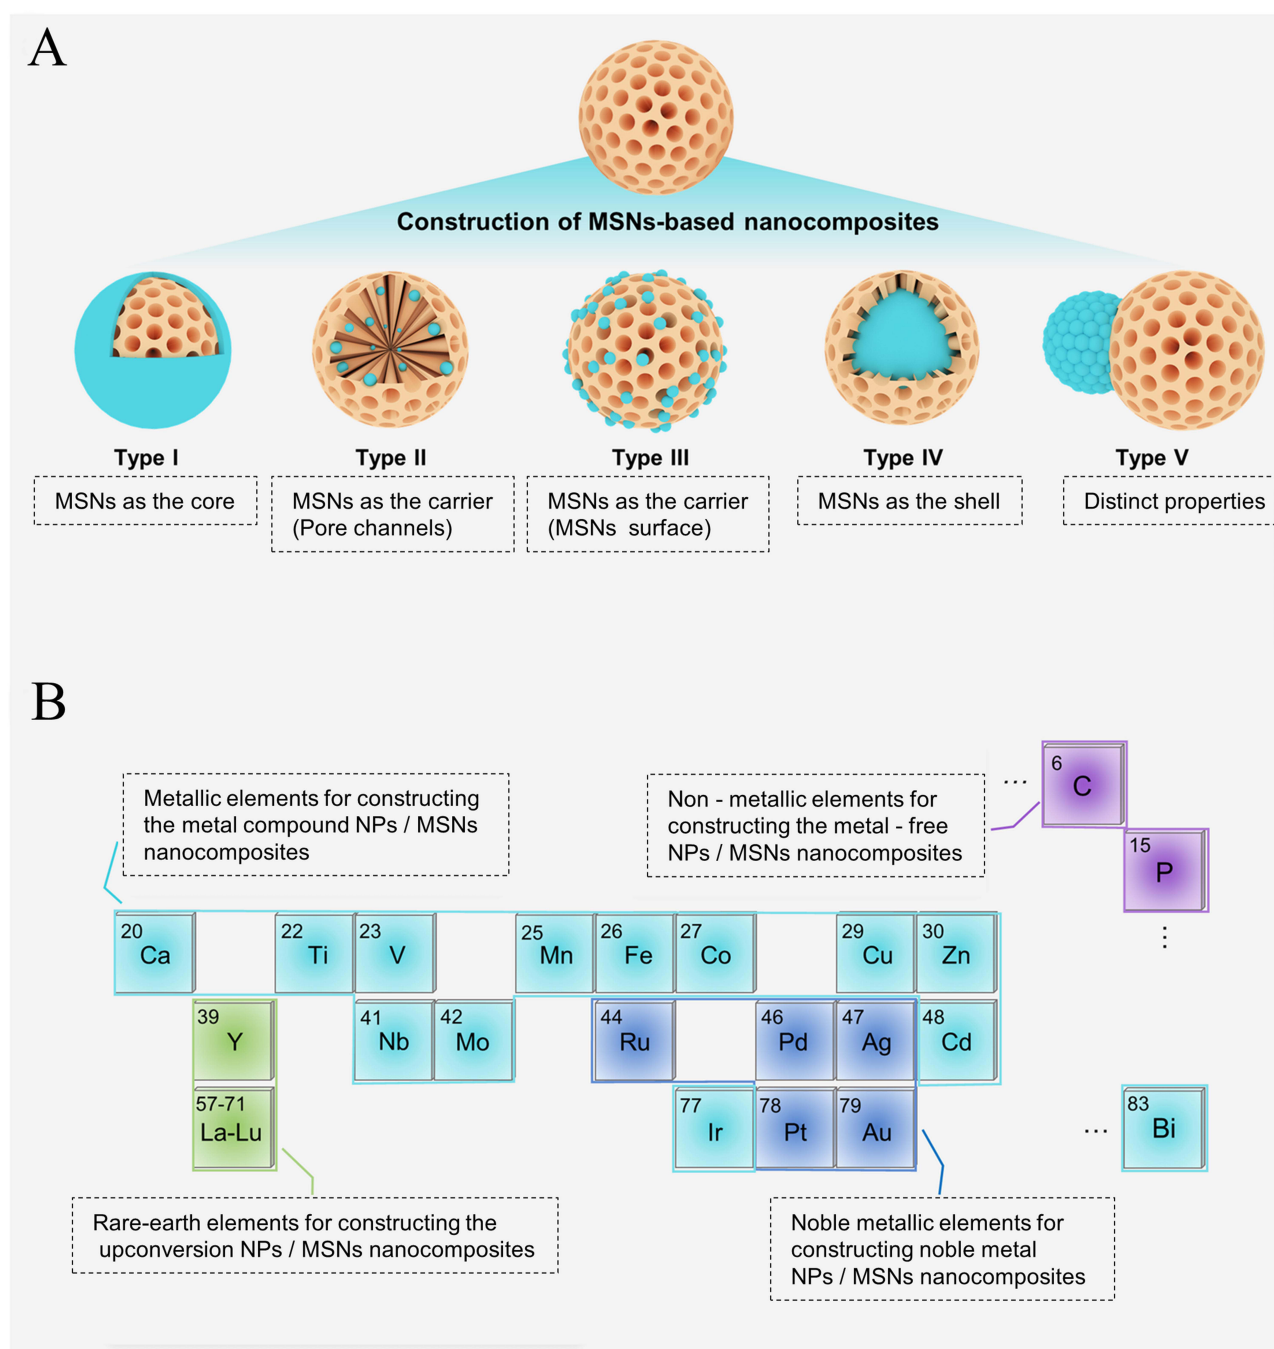 A
Construction of MSNs-based nanocomposites
Type I
MSNs as the core
Type II
MSNs as the carrier
(Pore channels)
Type III
MSNs as the carrier
(MSNs surface)
Type IV
MSNs as the shell
Type V
Distinct properties
B
Metallic elements for constructing
the metal compound NPs / MSNs
nanocomposites
Non - metallic elements for
constructing the metal - free
NPs / MSNs nanocomposites
...
6
C
15
P
...
20
Ca
22
Ti
23
V
25
Mn
26
Fe
27
Co
29
Cu
30
Zn
39
Y
41
Nb
42
Mo
44
Ru
46
Pd
47
Ag
48
Cd
57-71
La-Lu
77
Ir
78
Pt
79
Au
...
83
Bi
Rare-earth elements for constructing the
upconversion NPs / MSNs nanocomposites
Noble metallic elements for
constructing noble metal
NPs / MSNs nanocomposites